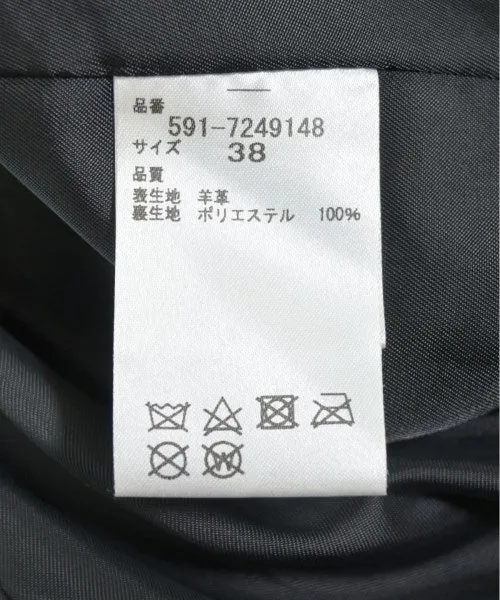 品番
591-7249148
サイズ 38
品質
表生地 羊革
裏生地 ポリエステル 100%
W